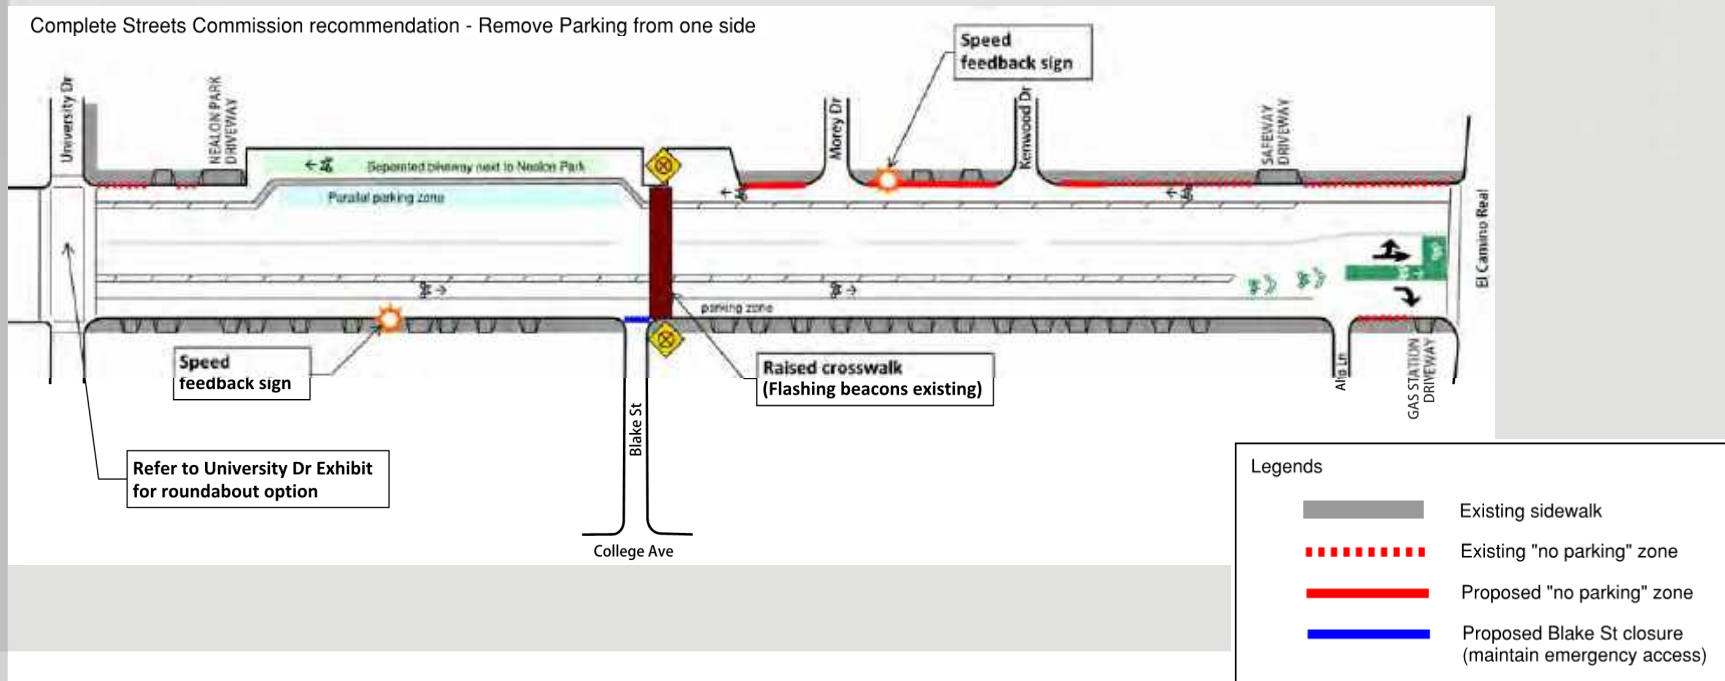 Complete Streets Commission recommendation - Remove Parking from one side
Speed
feedback sign
University Dr
NEALON PARK
DRIVEWAY
Morey Dr
Kenwood Dr
SAFEWAY
DRIVEWAY
Separated bikeway next to Nealon Park
Parallel parking zone
El Camino Real
parking zone
Speed
feedback sign
Raised crosswalk
(Flashing beacons existing)
Blake St
Alto Ln
GAS STATION
DRIVEWAY
Refer to University Dr Exhibit
for roundabout option
College Ave
Legends
Existing sidewalk
Existing "no parking" zone
Proposed "no parking" zone
Proposed Blake St closure
(maintain emergency access)